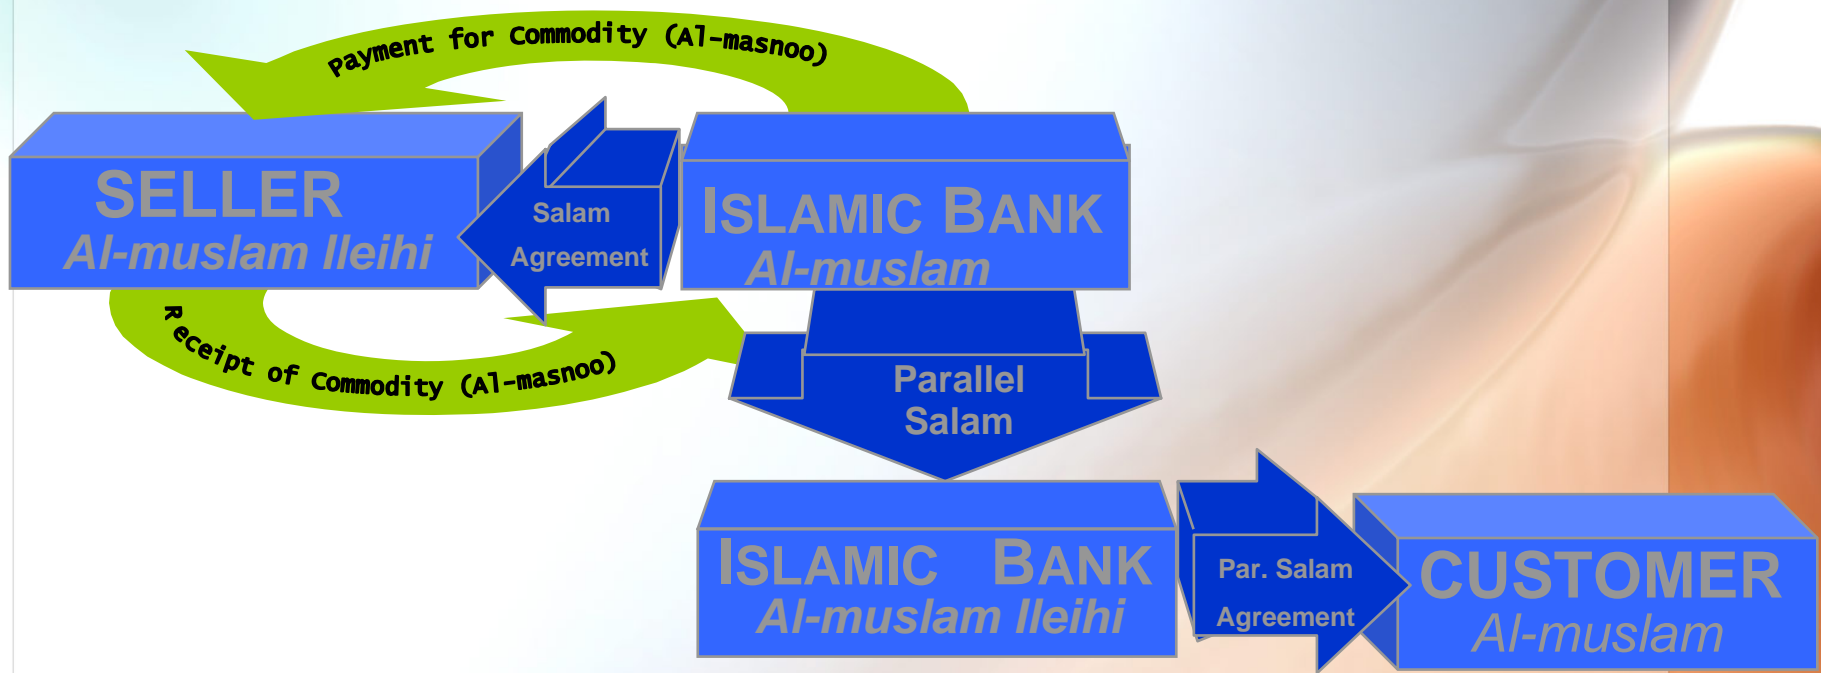 Payment for Commodity (Al-masnoo)
SELLER
Al-muslam Ileihi
Salam
Agreement
ISLAMIC BANK
Al-muslam
Receipt of Commodity (Al-masnoo)
Parallel
Salam
ISLAMIC BANK
Al-muslam Ileihi
Par. Salam
Agreement
CUSTOMER
Al-muslam